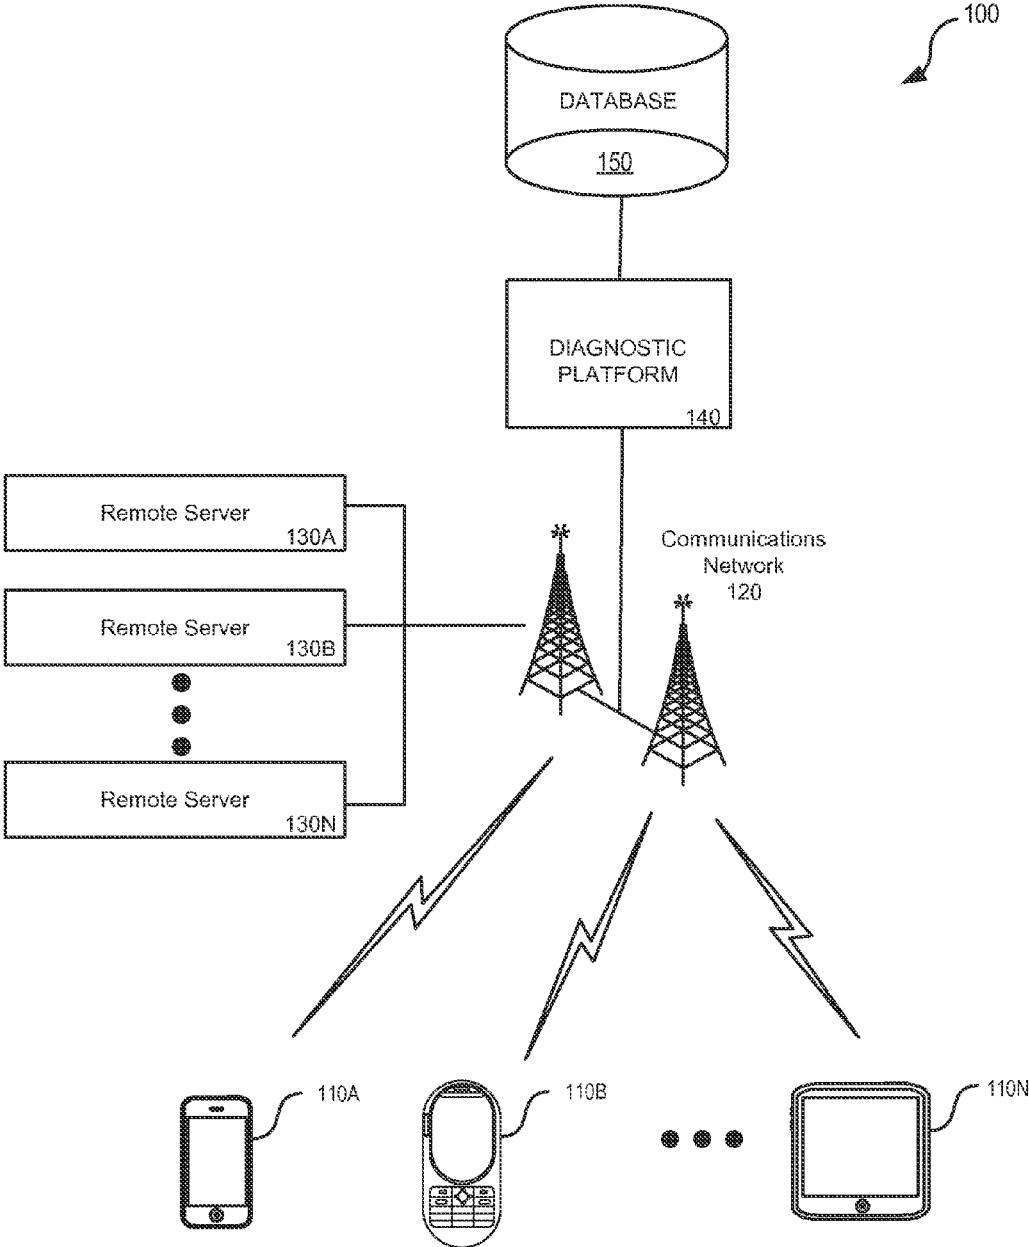 100
DATABASE
150
DIAGNOSTIC
PLATFORM
140
Remote Server
130A
Communications
Network
120
Remote Server
130B
Remote Server
130N
110A
110B
110N